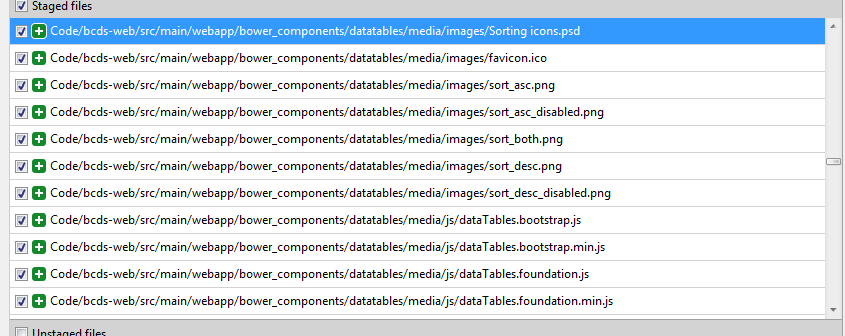 Staged files
Code/bcds-web/src/main/webapp/bower_components/datatables/media/images/Sorting icons.psd
Code/bcds-web/src/main/webapp/bower_components/datatables/media/images/favicon.ico
Code/bcds-web/src/main/webapp/bower_components/datatables/media/images/sort_asc.png
Code/bcds-web/src/main/webapp/bower_components/datatables/media/images/sort_asc_disabled.png
Code/bcds-web/src/main/webapp/bower_components/datatables/media/images/sort_both.png
Code/bcds-web/src/main/webapp/bower_components/datatables/media/images/sort_desc.png
Code/bcds-web/src/main/webapp/bower_components/datatables/media/images/sort_desc_disabled.png
Code/bcds-web/src/main/webapp/bower_components/datatables/media/js/dataTables.bootstrap.js
Code/bcds-web/src/main/webapp/bower_components/datatables/media/js/dataTables.bootstrap.min.js
Code/bcds-web/src/main/webapp/bower_components/datatables/media/js/dataTables.foundation.js
Code/bcds-web/src/main/webapp/bower_components/datatables/media/js/dataTables.foundation.min.js
Unstaged files